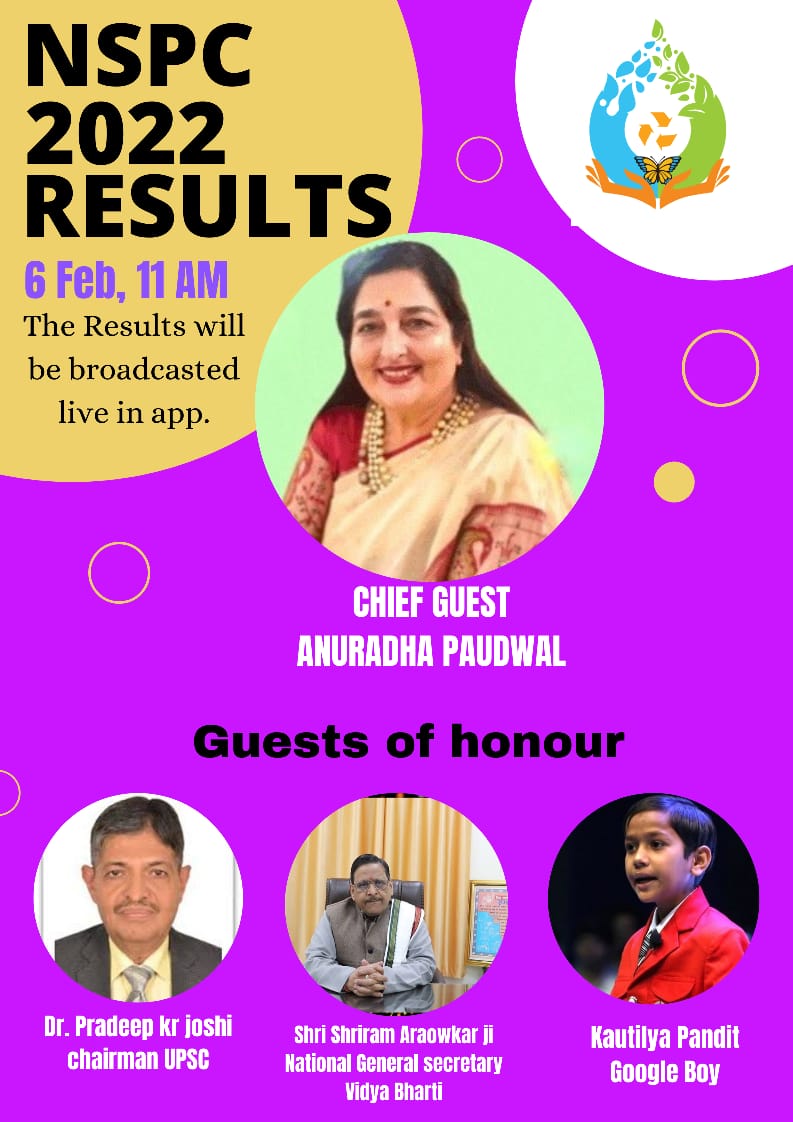 NSPC
2022
RESULTS
6 Feb, 11 AM
The Results will
be broadcasted
live in app.
CHIEF GUEST
ANURADHA PAUDWAL
Guests of honour
Dr. Pradeep kr joshi
chairman UPSC
Shri Shriram Araowkar ji
National General secretary
Vidya Bharti
Kautilya Pandit
Google Boy